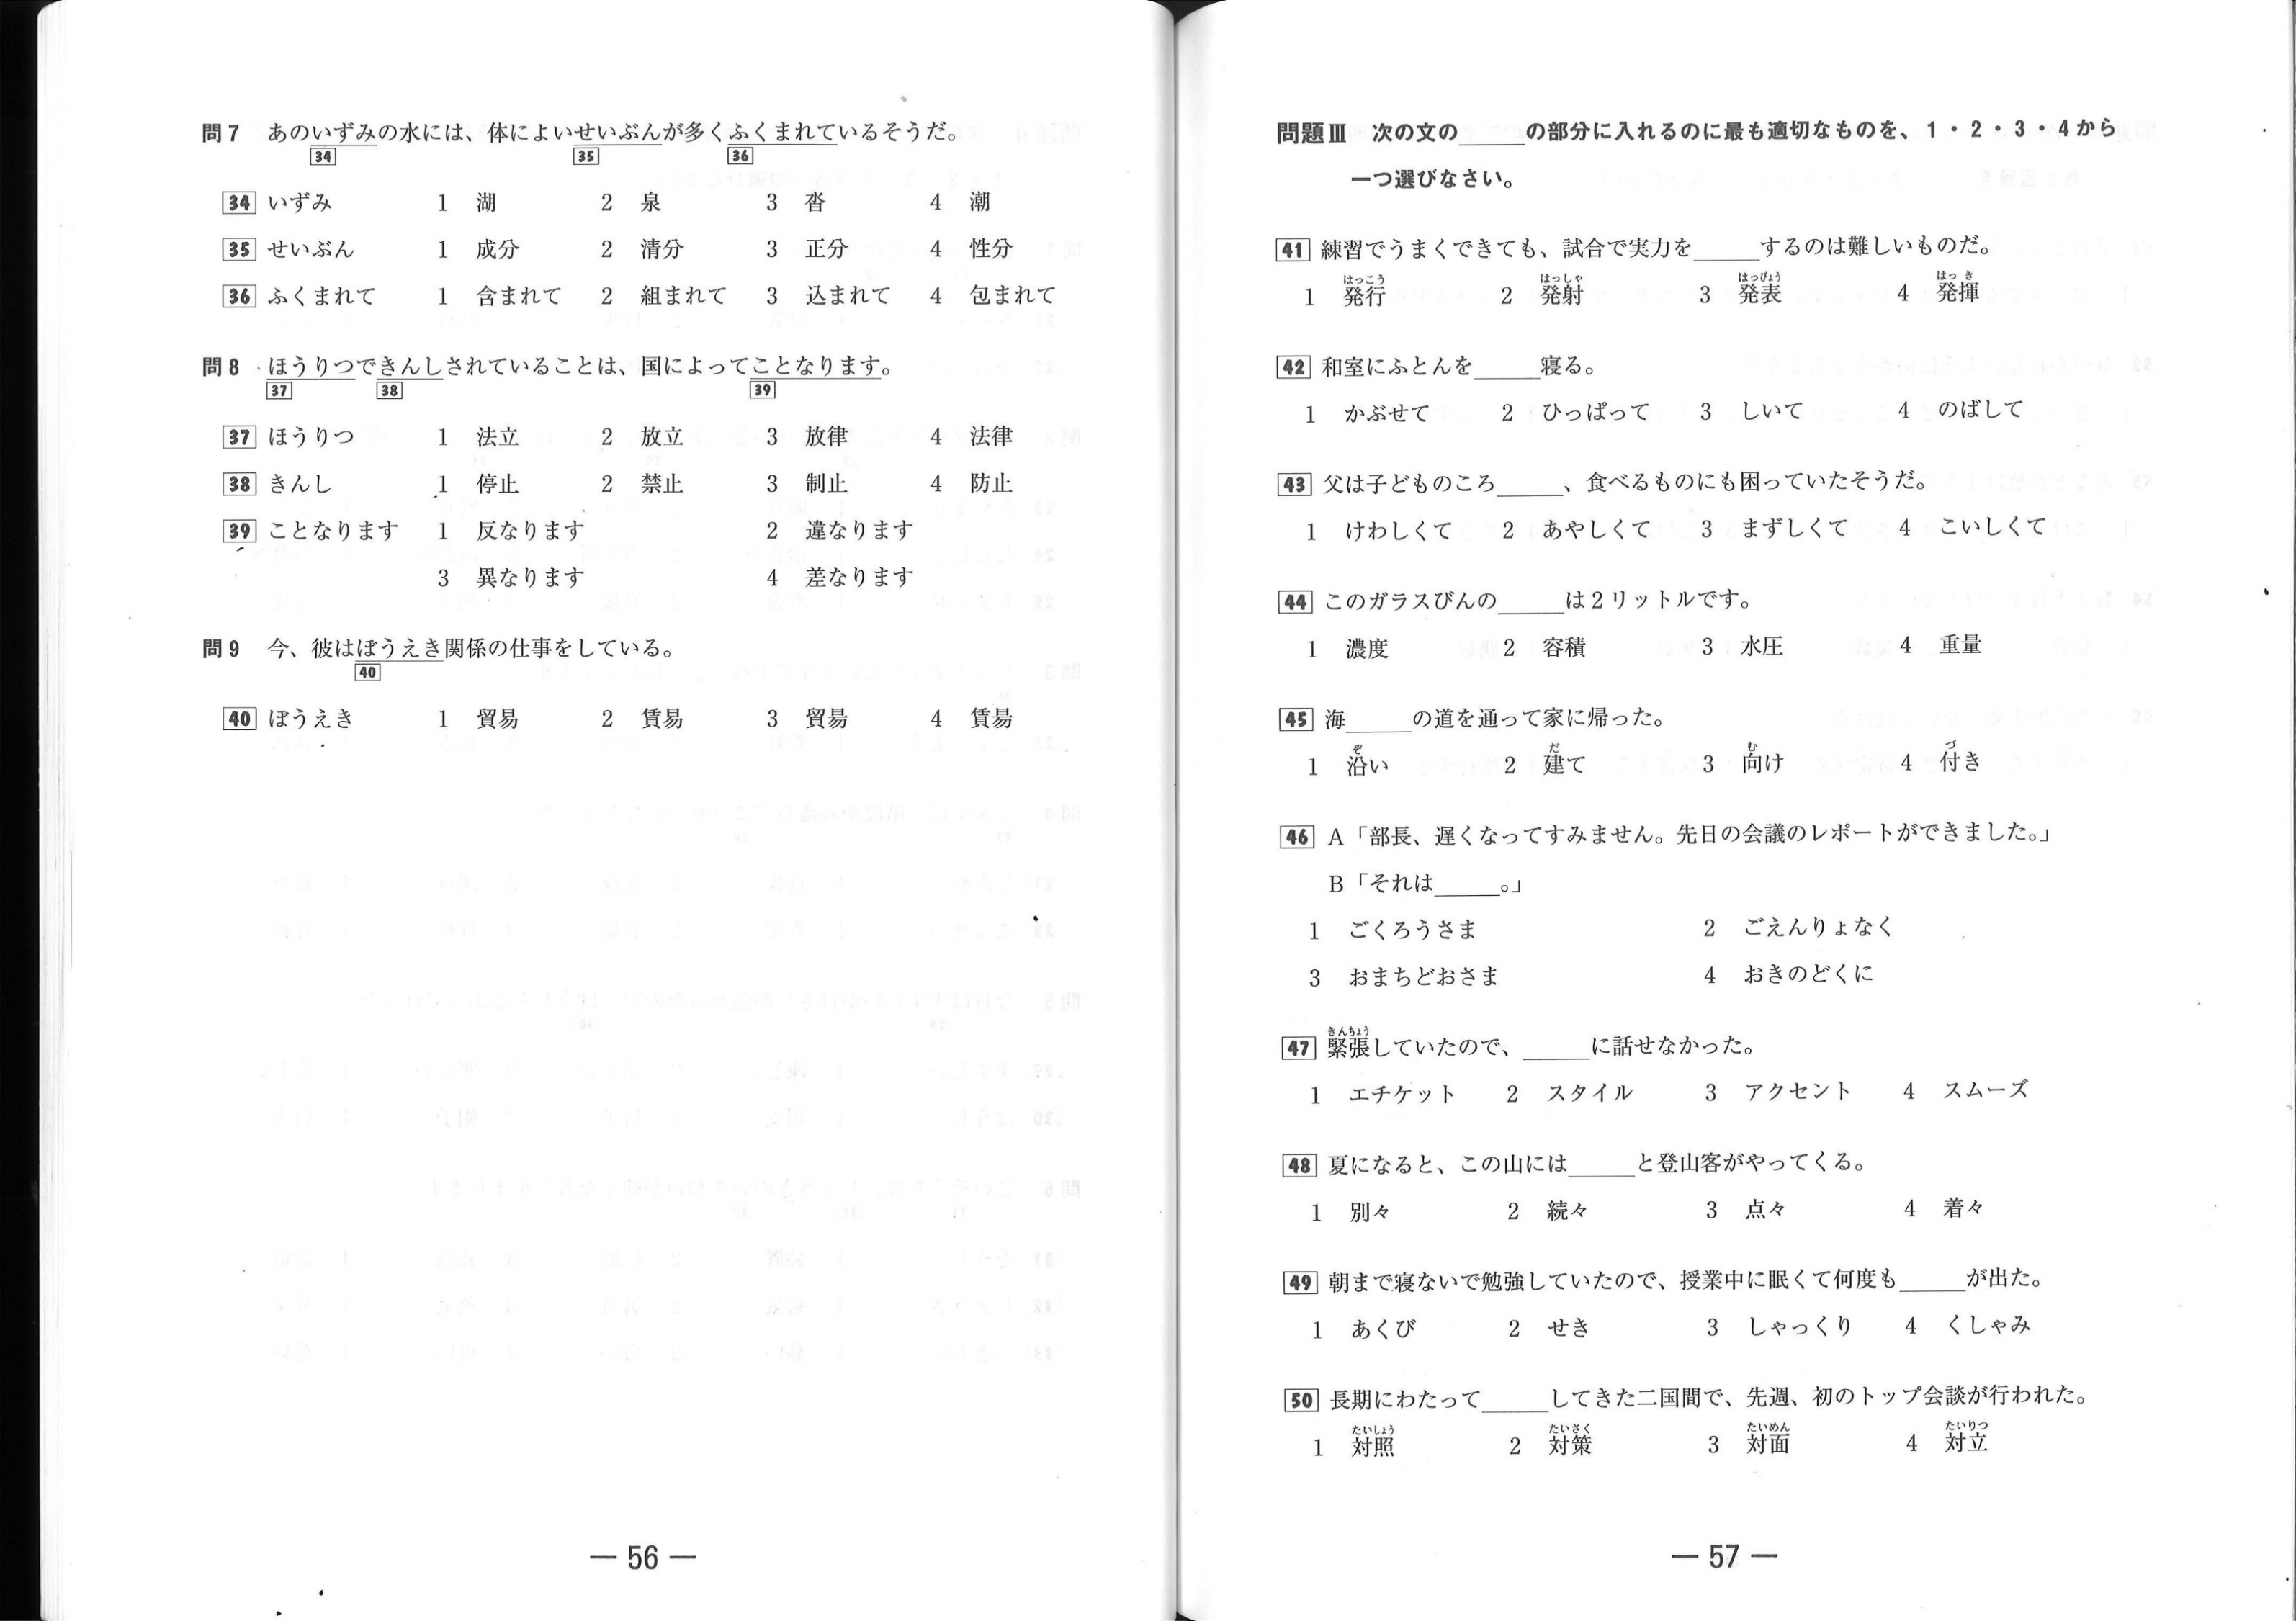 問7 あのいずみの水には、体によいせいぶんが多くふくまれているそうだ。
34 35 36
34 いずみ 1 湖 2 泉 3 沓 4 潮
35 せいぶん 1 成分 2 清分 3 正分 4 性分
36 ふくまれて 1 含まれて 2 組まれて 3 込まれて 4 包まれて
問8 ほうりつできんしされていることは、国によってことなります。
37 38 39
37 ほうりつ 1 法立 2 放立 3 放律 4 法律
38 きんし 1 停止 2 禁止 3 制止 4 防止
39 ことなります 1 反なります 2 違なります
3 異なります 4 差なります
問9 今、彼はぼうえき関係の仕事をしている。
40
40 ぼうえき 1 貿易 2 賃易 3 貿昜 4 賃昜
— 56 —
問題Ⅲ 次の文の_____の部分に入れるのに最も適切なものを、1・2・3・4から
一つ選びなさい。
41 練習でうまくできても、試合で実力を_____するのは難しいものだ。
はっこう はっしゃ はっぴょう はっき
1 発行 2 発射 3 発表 4 発揮
42 和室にふとんを_____寝る。
1 かぶせて 2 ひっぱって 3 しいて 4 のばして
43 父は子どものころ_____、食べるものにも困っていたそうだ。
1 けわしくて 2 あやしくて 3 まずしくて 4 こいしくて
44 このガラスびんの_____は2リットルです。
1 濃度 2 容積 3 水圧 4 重量
45 海_____の道を通って家に帰った。
ぞ だ む づ
1 沿い 2 建て 3 向け 4 付き
46 A「部長、遅くなってすみません。先日の会議のレポートができました。」
B「それは_____。」
1 ごくろうさま 2 ごえんりょなく
3 おまちどおさま 4 おきのどくに
きんちょう
47 緊張していたので、_____に話せなかった。
1 エチケット 2 スタイル 3 アクセント 4 スムーズ
48 夏になると、この山には_____と登山客がやってくる。
1 別々 2 続々 3 点々 4 着々
49 朝まで寝ないで勉強していたので、授業中に眠くて何度も_____が出た。
1 あくび 2 せき 3 しゃっくり 4 くしゃみ
50 長期にわたって_____してきた二国間で、先週、初のトップ会談が行われた。
たいしょう たいさく たいめん たいりつ
1 対照 2 対策 3 対面 4 対立
— 57 —